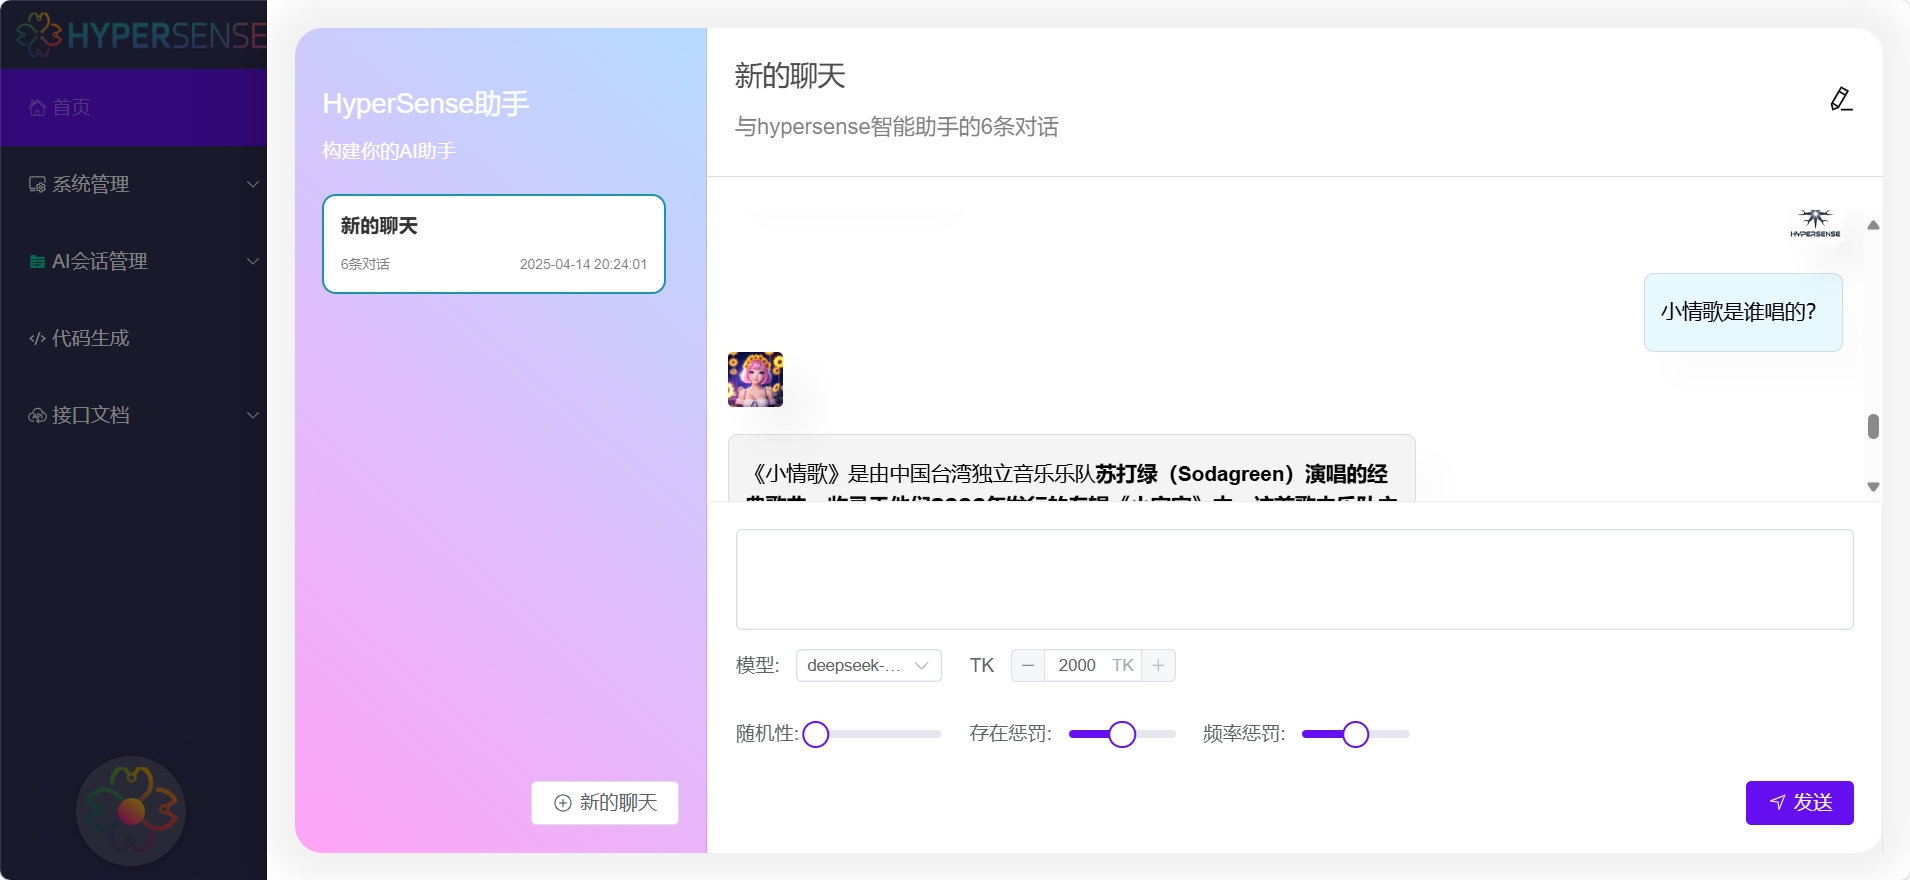 HYPERSENSE
首页
系统管理
AI会话管理
代码生成
接口文档
HyperSense助手
构建你的AI助手
新的聊天
6条对话 2025-04-14 20:24:01
新的聊天
新的聊天
与hypersense智能助手的6条对话
HYPERSENSE
小情歌是谁唱的？
《小情歌》是由中国台湾独立音乐乐队苏打绿（Sodagreen）演唱的经
模型: deepseek-... TK 2000 TK
随机性: 存在惩罚: 频率惩罚:
发送